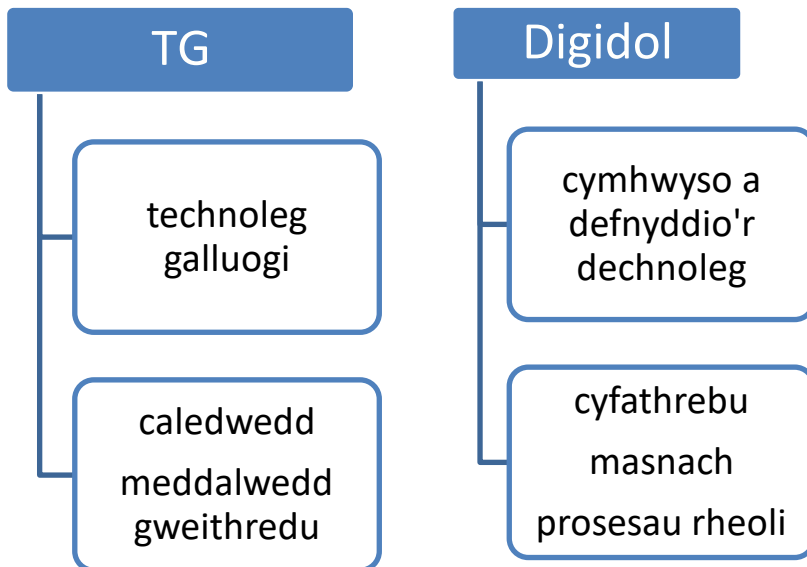 TG
technoleg
galluogi
caledwedd
meddalwedd
gweithredu
Digidol
cymhwyso a
defnyddio'r
dechnoleg
cyfathrebu
masnach
prosesau rheoli